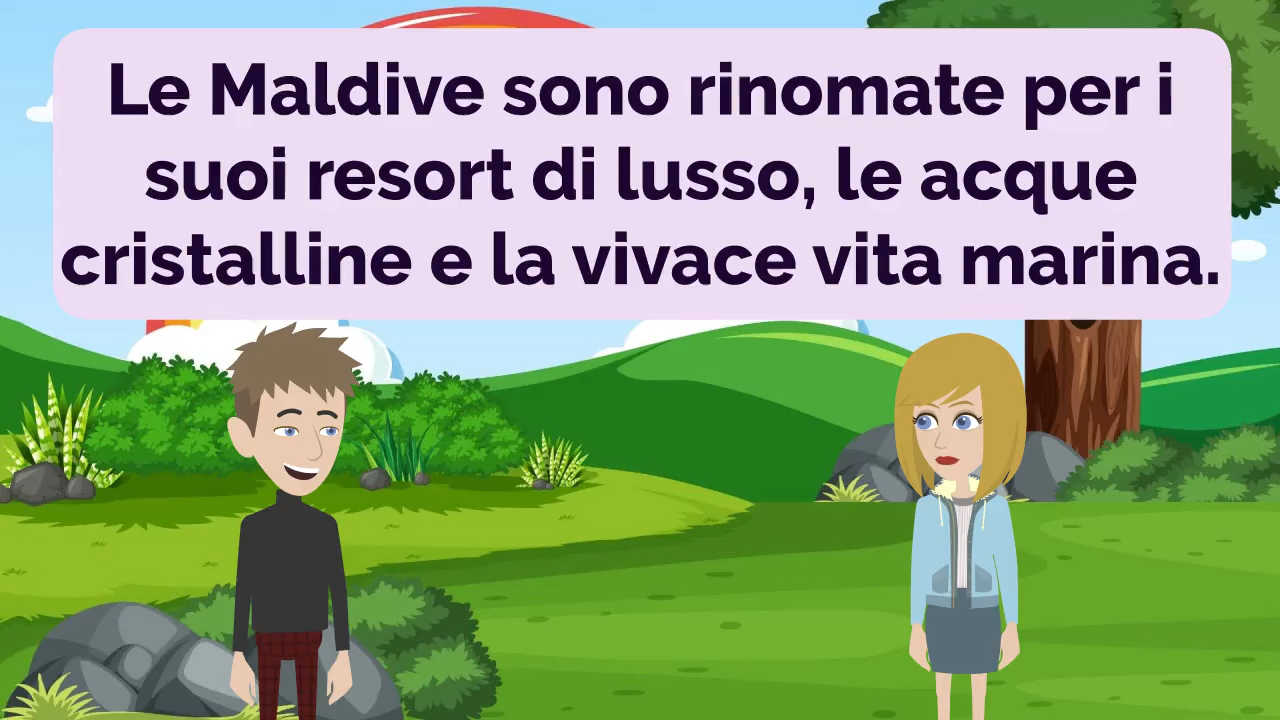 Le Maldive sono rinomate per i
suoi resort di lusso, le acque
cristalline e la vivace vita marina.